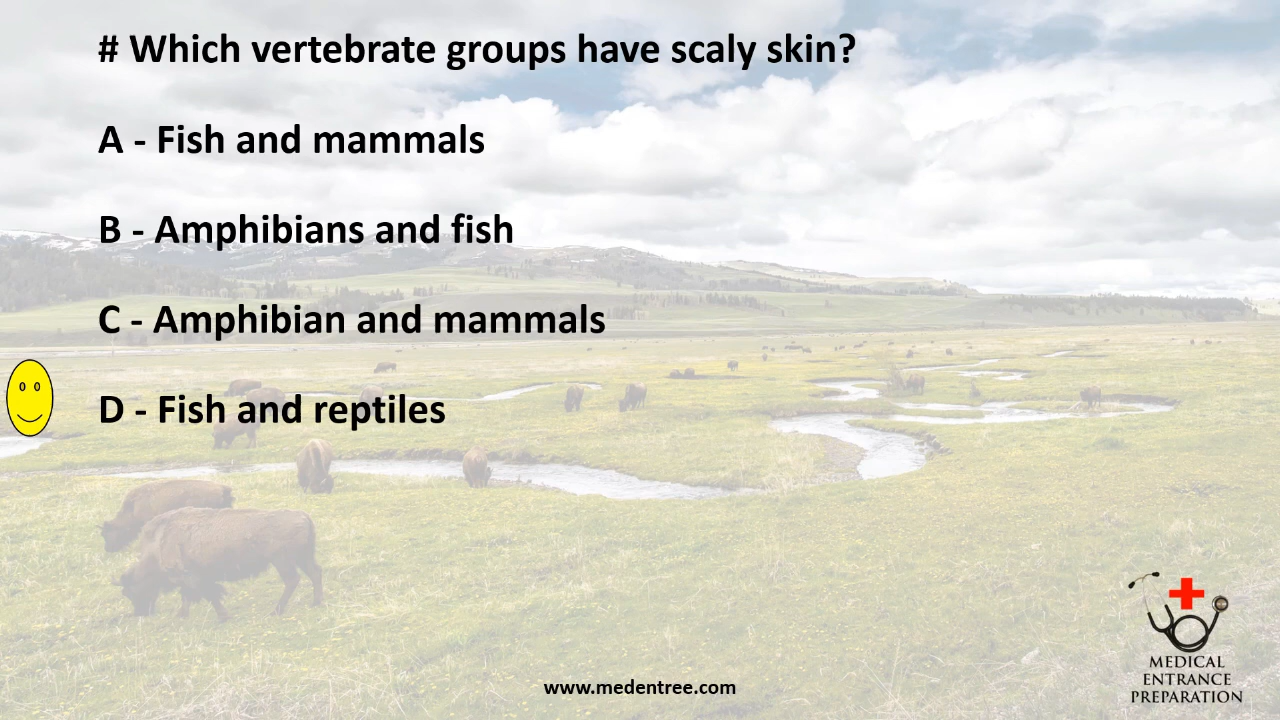 # Which vertebrate groups have scaly skin?
A - Fish and mammals
B - Amphibians and fish
C - Amphibian and mammals
D - Fish and reptiles
www.medentree.com
MEDICAL
ENTRANCE
PREPARATION